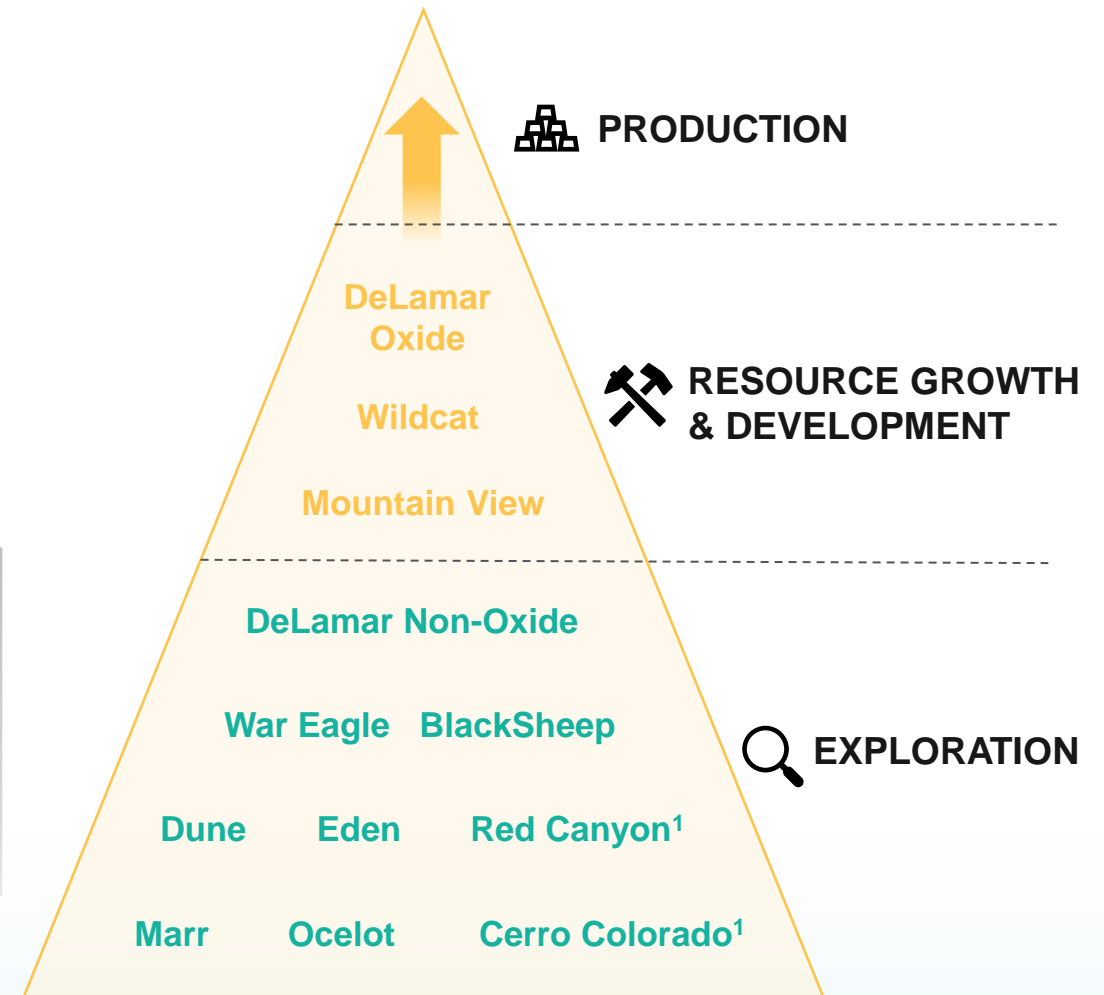 PRODUCTION
DeLamar
Oxide
Wildcat
Mountain View
RESOURCE GROWTH
& DEVELOPMENT
DeLamar Non-Oxide
War Eagle BlackSheep
EXPLORATION
Dune Eden Red Canyon¹
Marr Ocelot Cerro Colorado¹